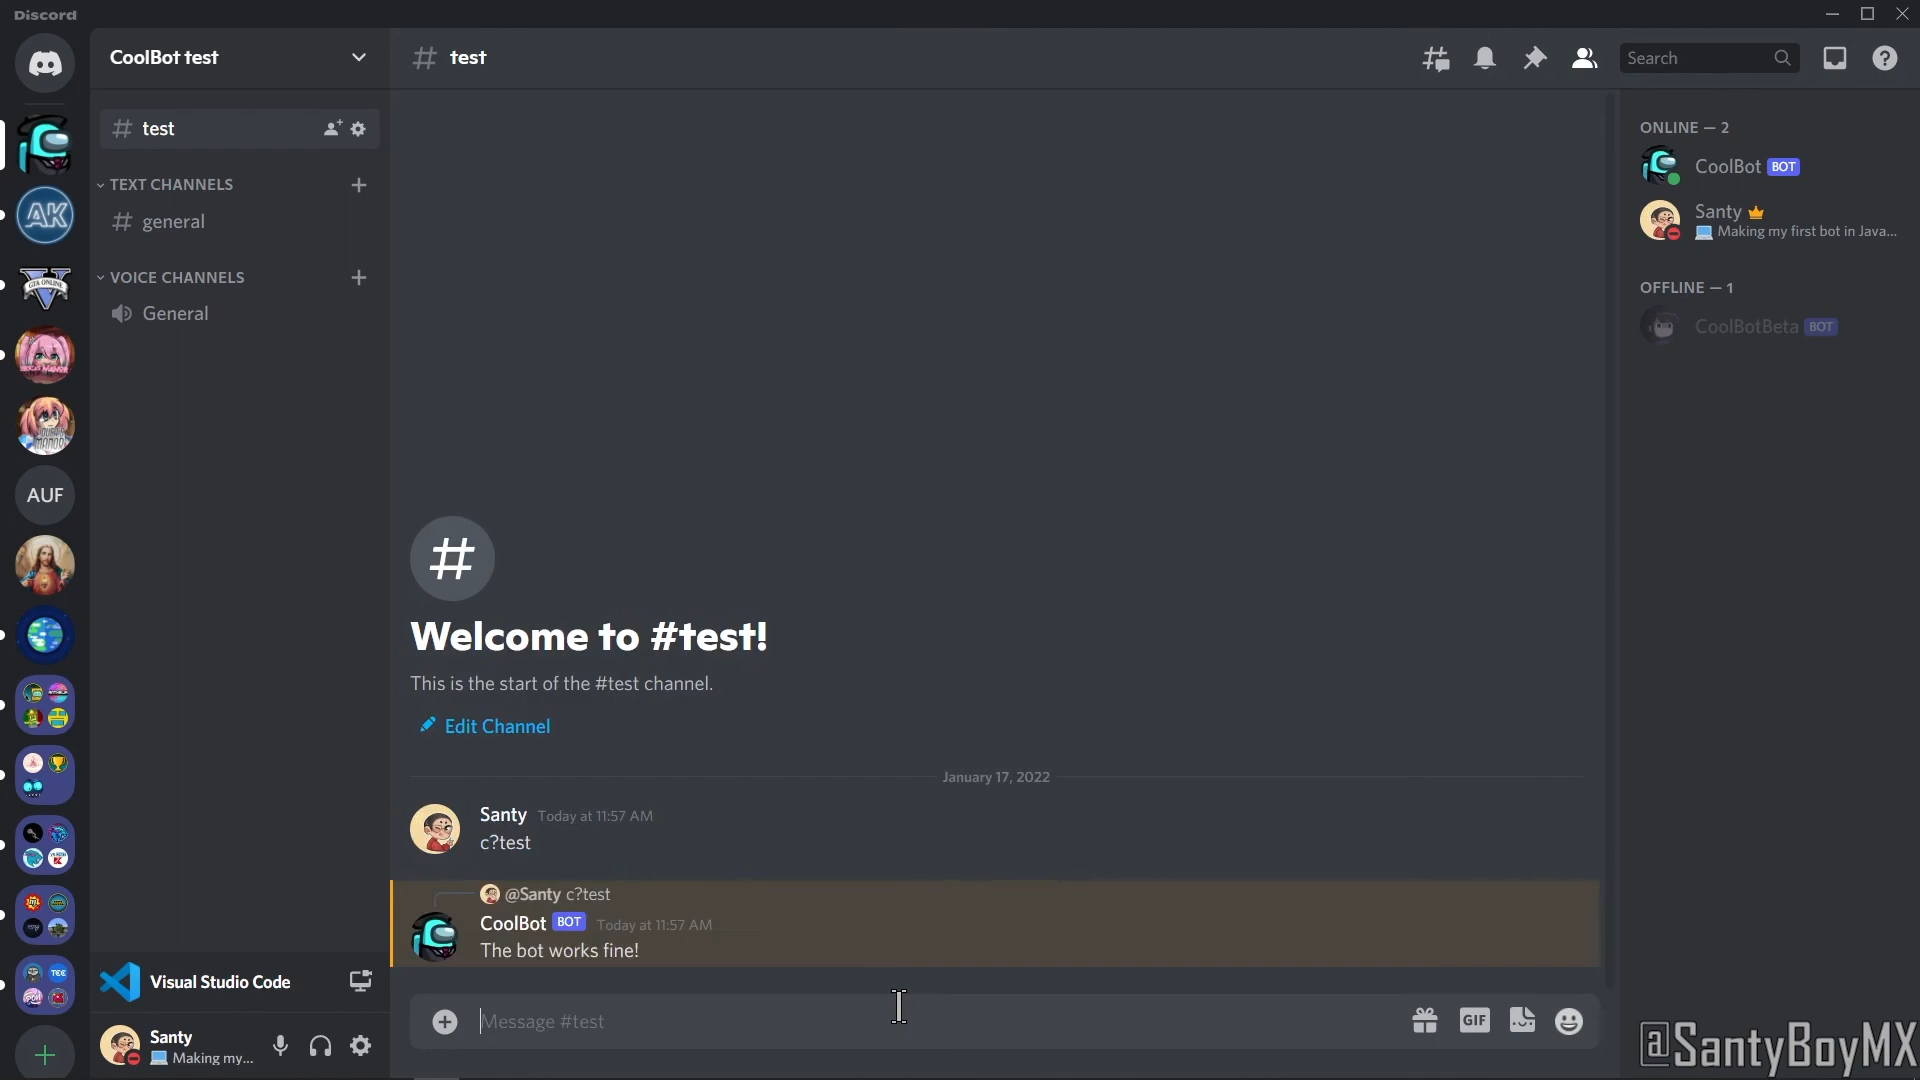 Discord
CoolBot test
# test
Search
# test
TEXT CHANNELS
# general
VOICE CHANNELS
General
AK
GTA ONLINE
AUF
#
Welcome to #test!
This is the start of the #test channel.
Edit Channel
January 17, 2022
Santy Today at 11:57 AM
c?test
@Santy c?test
CoolBot BOT Today at 11:57 AM
The bot works fine!
Message #test
GIF
ONLINE — 2
CoolBot BOT
Santy
Making my first bot in Java...
OFFLINE — 1
CoolBotBeta BOT
Visual Studio Code
TEC
Santy
Making my...
@SantyBoyMX